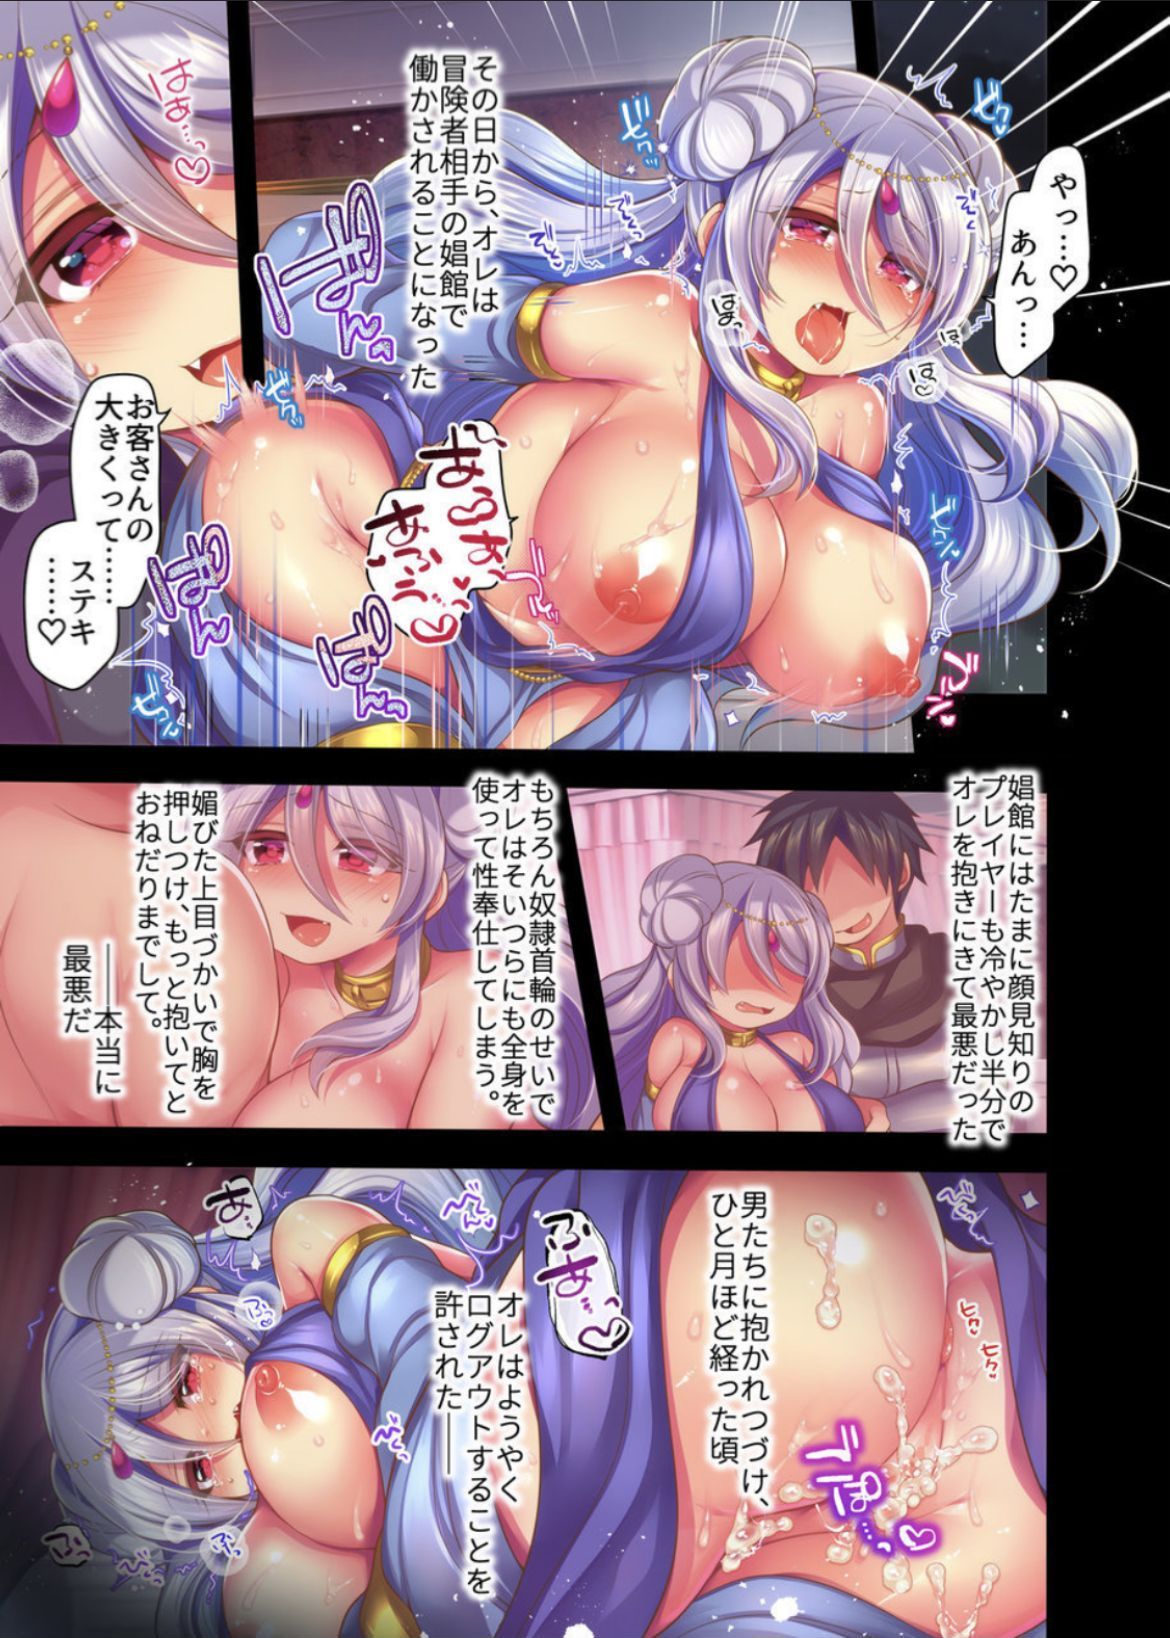 やっ…♡
あんっ…
その日から、オレは
冒険者相手の娼館で
働かされることになった
はぁ…っ♡
お客さんの
大きくって……
ステキ
……♡
ぱんっ
ぱん
ぱん
娼館にはたまに顔見知りの
プレイヤーも冷やかし半分で
オレを抱きにきて最悪だった
もちろん奴隷首輪のせいで
オレはそいつらにも全身を
使って性奉仕してしまう。
媚びた上目づかいで胸を
押しつけ、もっと抱いてと
おねだりまでして。
――本当に
最悪だ
男たちに抱かれつづけ、
ひと月ほど経った頃
ヒク
ヒク
ふあ…♡
オレはようやく
ログアウトすることを
許された――